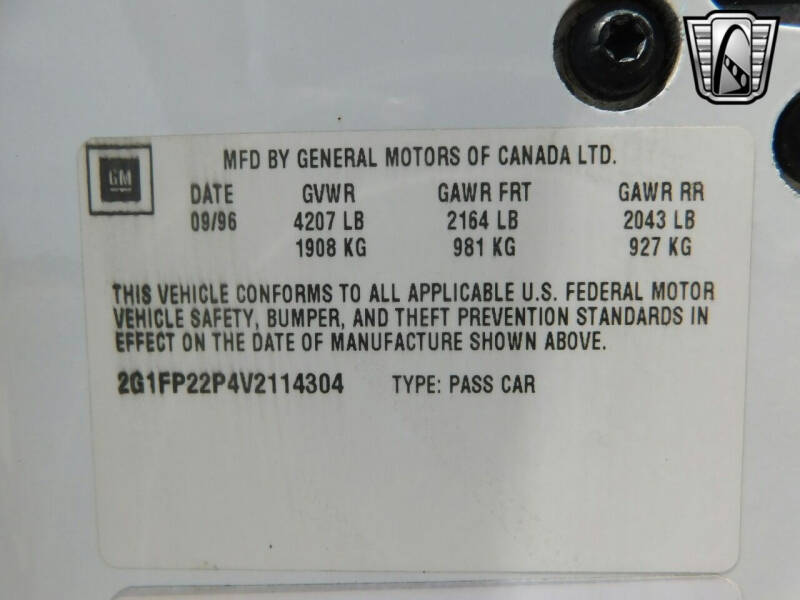 GM
MFD BY GENERAL MOTORS OF CANADA LTD.
DATE GVWR GAWR FRT GAWR RR
09/96 4207 LB 2164 LB 2043 LB
1908 KG 981 KG 927 KG
THIS VEHICLE CONFORMS TO ALL APPLICABLE U.S. FEDERAL MOTOR
VEHICLE SAFETY, BUMPER, AND THEFT PREVENTION STANDARDS IN
EFFECT ON THE DATE OF MANUFACTURE SHOWN ABOVE.
2G1FP22P4V2114304 TYPE: PASS CAR